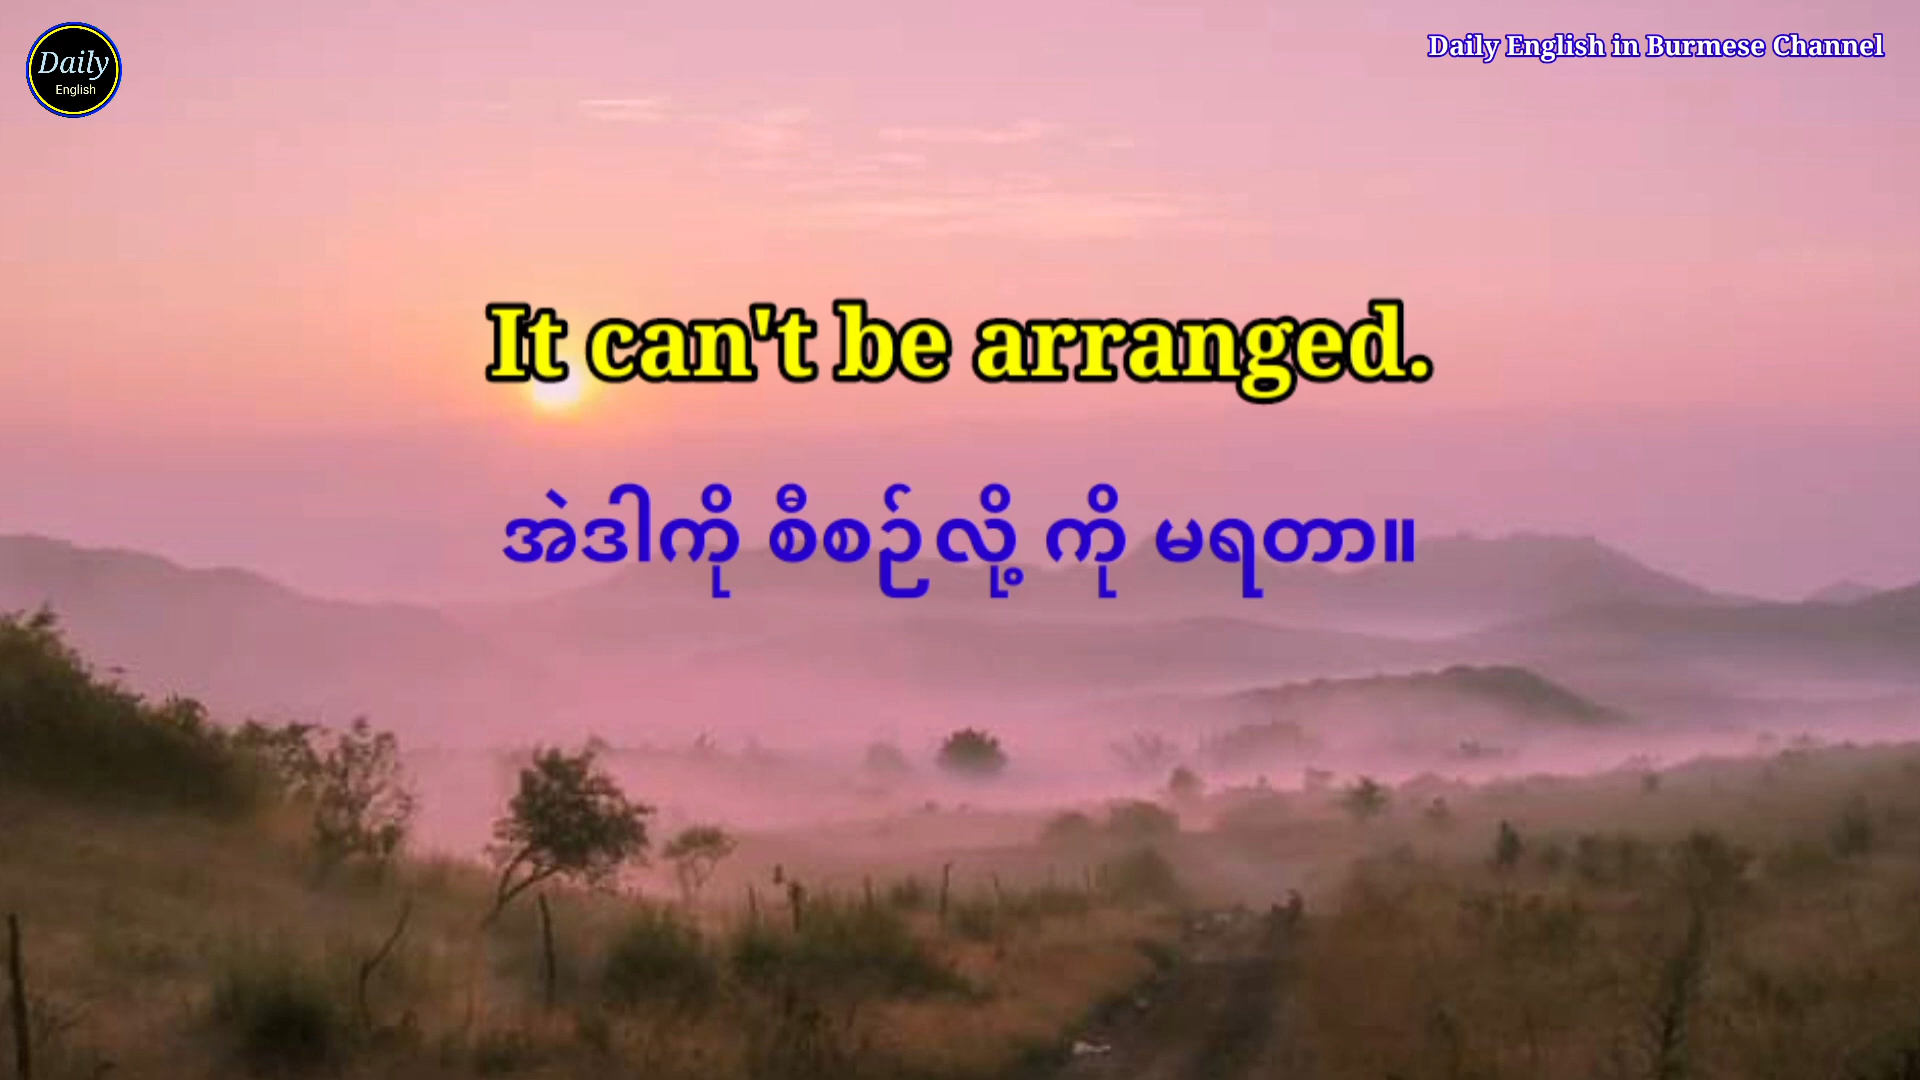 Daily
English
Daily English in Burmese Channel
It can't be arranged.
အဲဒါကို စီစဉ်လို့ ကို မရတာ။